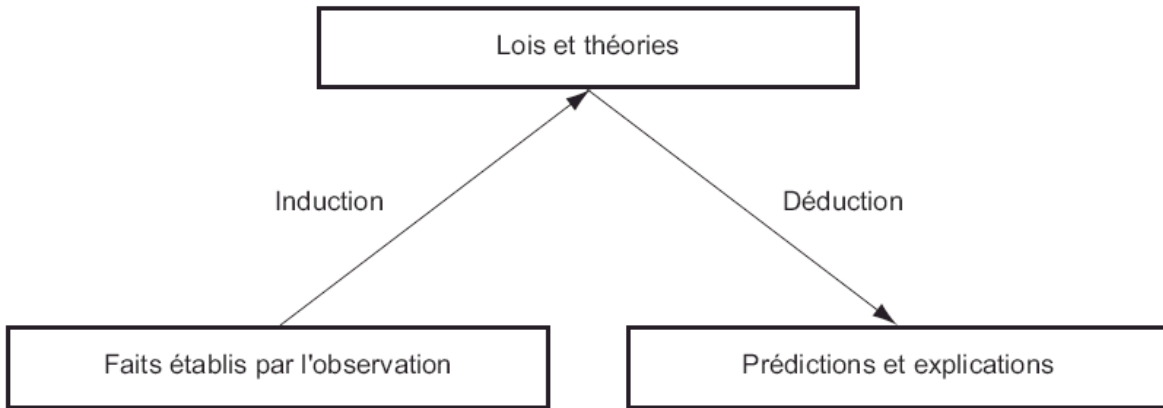 Lois et théories
Induction
Déduction
Faits établis par l'observation
Prédictions et explications